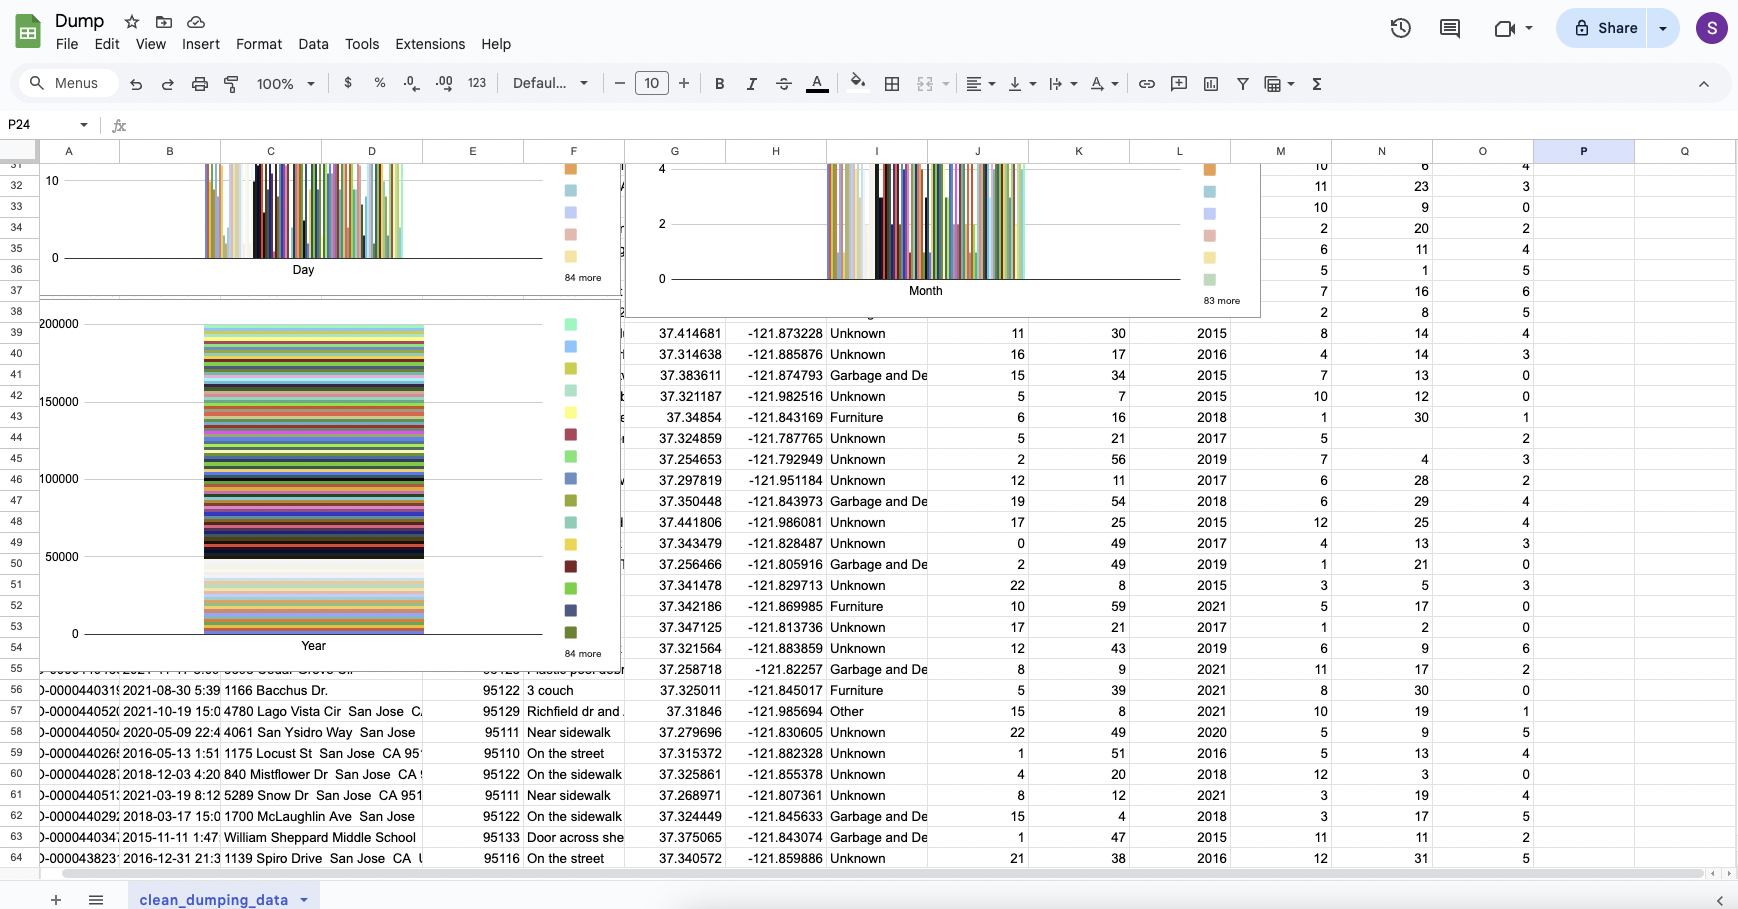 Dump
File Edit View Insert Format Data Tools Extensions Help
Share
S
Menus 100% $ % .0 .00 123 Defaul... 10 B I A
P24 fx
A B C D E F G H I J K L M N O P Q
31 10 6 4
32 11 23 3
33 10 9 0
34 2 20 2
35 6 11 4
36 5 1 5
37 7 16 6
38 2 8 5
10
0
Day
84 more
4
2
0
Month
83 more
200000
150000
100000
50000
0
Year
84 more
39 37.414681 -121.873228 Unknown 11 30 2015 8 14 4
40 37.314638 -121.885876 Unknown 16 17 2016 4 14 3
41 37.383611 -121.874793 Garbage and De 15 34 2015 7 13 0
42 37.321187 -121.982516 Unknown 5 7 2015 10 12 0
43 37.34854 -121.843169 Furniture 6 16 2018 1 30 1
44 37.324859 -121.787765 Unknown 5 21 2017 5 2
45 37.254653 -121.792949 Unknown 2 56 2019 7 4 3
46 37.297819 -121.951184 Unknown 12 11 2017 6 28 2
47 37.350448 -121.843973 Garbage and De 19 54 2018 6 29 4
48 37.441806 -121.986081 Unknown 17 25 2015 12 25 4
49 37.343479 -121.828487 Unknown 0 49 2017 4 13 3
50 37.256466 -121.805916 Garbage and De 2 49 2019 1 21 0
51 37.341478 -121.829713 Unknown 22 8 2015 3 5 3
52 37.342186 -121.869985 Furniture 10 59 2021 5 17 0
53 37.347125 -121.813736 Unknown 17 21 2017 1 2 0
54 37.321564 -121.883859 Unknown 12 43 2019 6 9 6
55 37.258718 -121.82257 Garbage and De 8 9 2021 11 17 2
56 0-000044031 2021-08-30 5:39 1166 Bacchus Dr. 95122 3 couch 37.325011 -121.845017 Furniture 5 39 2021 8 30 0
57 0-000044052 2021-10-19 15:0 4780 Lago Vista Cir San Jose C 95129 Richfield dr and 37.31846 -121.985694 Other 15 8 2021 10 19 1
58 0-000044050 2020-05-09 22:4 4061 San Ysidro Way San Jose 95111 Near sidewalk 37.279696 -121.830605 Unknown 22 49 2020 5 9 5
59 0-000044026 2016-05-13 1:51 1175 Locust St San Jose CA 95 95110 On the street 37.315372 -121.882328 Unknown 1 51 2016 5 13 4
60 0-000044028 2018-12-03 4:20 840 Mistflower Dr San Jose CA 95122 On the sidewalk 37.325861 -121.855378 Unknown 4 20 2018 12 3 0
61 0-000044051 2021-03-19 8:12 5289 Snow Dr San Jose CA 951 95111 Near sidewalk 37.268971 -121.807361 Unknown 8 12 2021 3 19 4
62 0-000044029 2018-03-17 15:0 1700 McLaughlin Ave San Jose 95122 On the sidewalk 37.324449 -121.845633 Garbage and De 15 4 2018 3 17 5
63 0-000044034 2015-11-11 1:47 William Sheppard Middle School 95133 Door across she 37.375065 -121.843074 Garbage and De 1 47 2015 11 11 2
64 0-000043823 2016-12-31 21:3 1139 Spiro Drive San Jose CA 95116 On the street 37.340572 -121.859886 Unknown 21 38 2016 12 31 5
clean_dumping_data